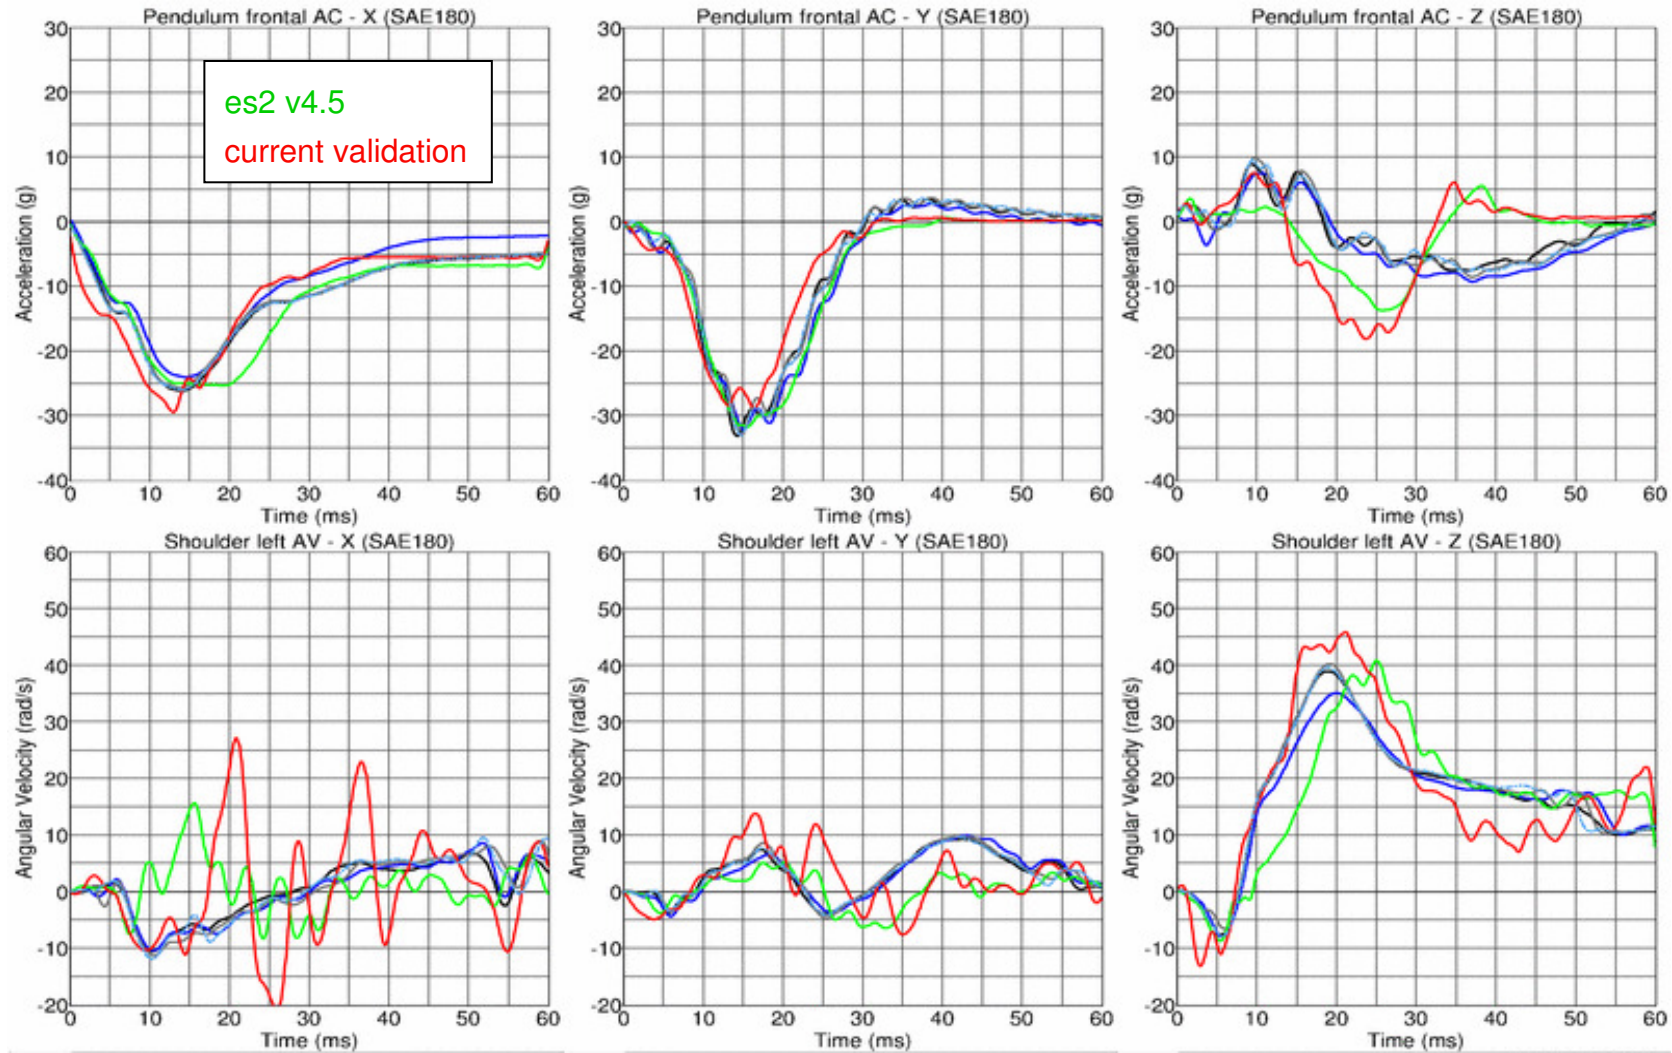 Pendulum frontal AC - X (SAE180)
Pendulum frontal AC - Y (SAE180)
Pendulum frontal AC - Z (SAE180)
es2 v4.5
current validation
Acceleration (g)
30
20
10
0
-10
-20
-30
-40
0 10 20 30 40 50 60
Time (ms)
Acceleration (g)
30
20
10
0
-10
-20
-30
-40
0 10 20 30 40 50 60
Time (ms)
Acceleration (g)
30
20
10
0
-10
-20
-30
-40
0 10 20 30 40 50 60
Time (ms)
Shoulder left AV - X (SAE180)
Shoulder left AV - Y (SAE180)
Shoulder left AV - Z (SAE180)
Angular Velocity (rad/s)
60
50
40
30
20
10
0
-10
-20
0 10 20 30 40 50 60
Time (ms)
Angular Velocity (rad/s)
60
50
40
30
20
10
0
-10
-20
0 10 20 30 40 50 60
Time (ms)
Angular Velocity (rad/s)
60
50
40
30
20
10
0
-10
-20
0 10 20 30 40 50 60
Time (ms)